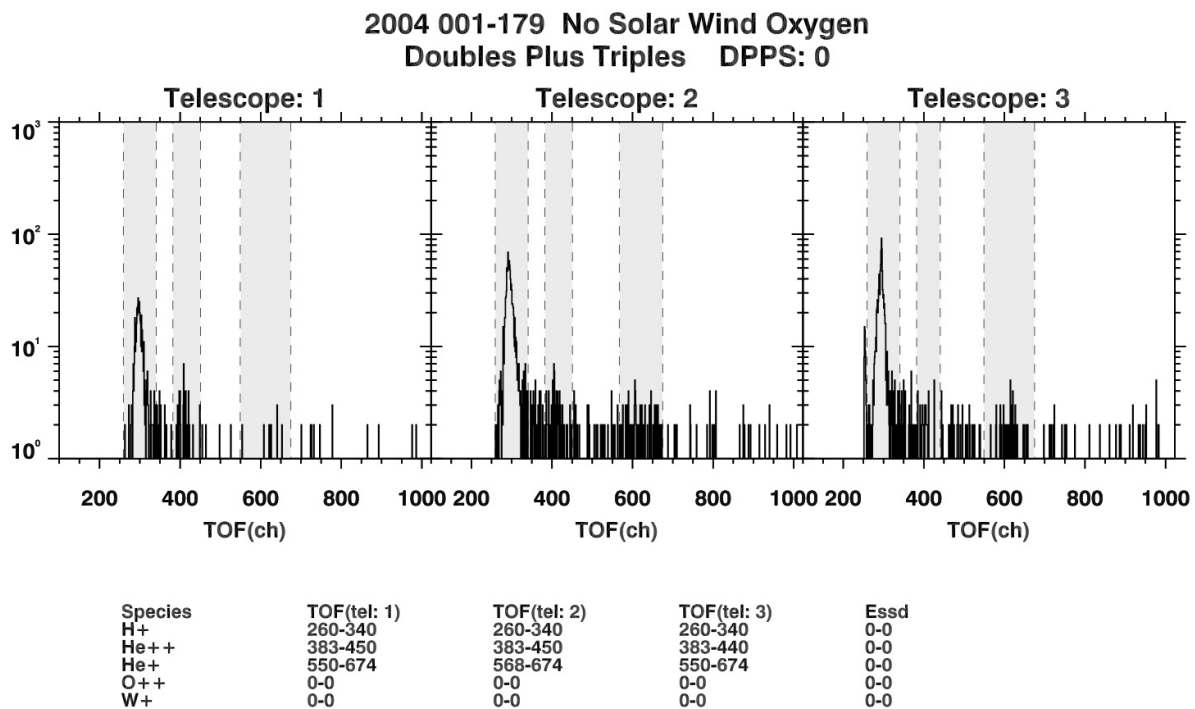 2004 001-179 No Solar Wind Oxygen
Doubles Plus Triples DPPS: 0
Telescope: 1 Telescope: 2 Telescope: 3
10³
10²
10¹
10⁰
200 400 600 800 1000 200 400 600 800 1000 200 400 600 800 1000
TOF(ch) TOF(ch) TOF(ch)
Species TOF(tel: 1) TOF(tel: 2) TOF(tel: 3) Essd
H+ 260-340 260-340 260-340 0-0
He++ 383-450 383-450 383-440 0-0
He+ 550-674 568-674 550-674 0-0
O++ 0-0 0-0 0-0 0-0
W+ 0-0 0-0 0-0 0-0